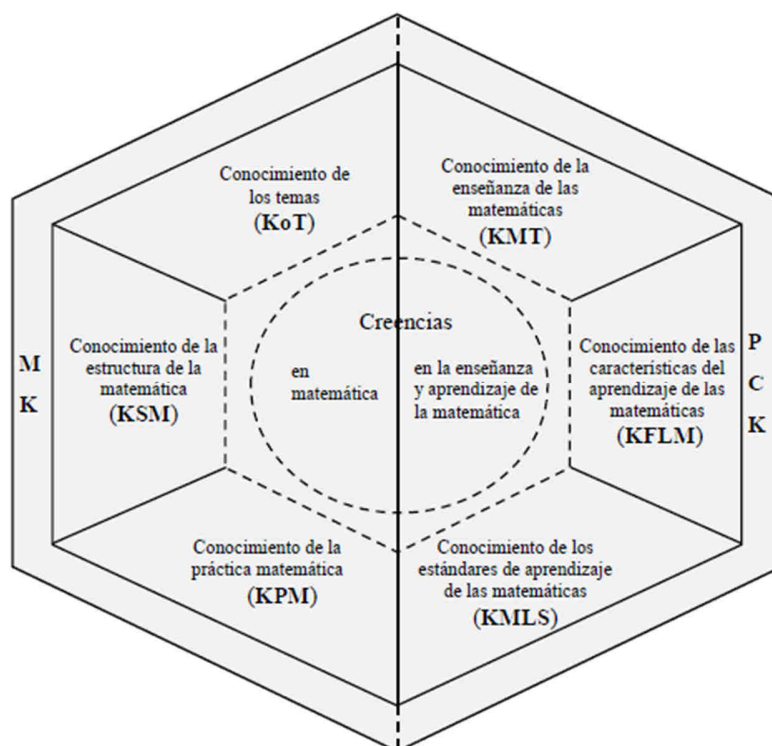 Conocimiento de
los temas
(KoT)
Conocimiento de la
enseñanza de las
matemáticas
(KMT)
M
K
Conocimiento de la
estructura de la
matemática
(KSM)
Creencias
en
matemática
en la enseñanza
y aprendizaje de
la matemática
Conocimiento de las
características del
aprendizaje de las
matemáticas
(KFLM)
P
C
K
Conocimiento de la
práctica matemática
(KPM)
Conocimiento de los
estándares de aprendizaje
de las matemáticas
(KMLS)